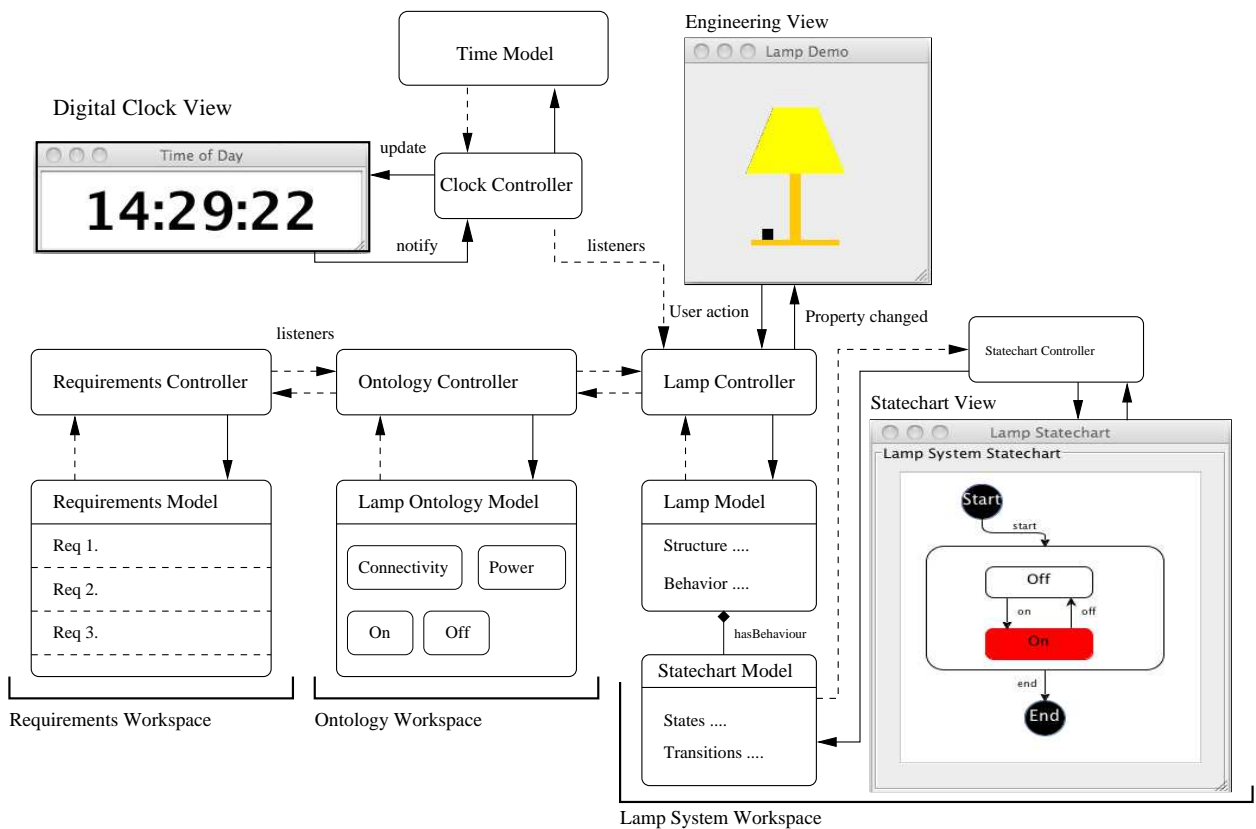 Engineering View
Time Model
Lamp Demo
Digital Clock View
Time of Day
update
14:29:22
Clock Controller
notify
listeners
User action
Property changed
listeners
Requirements Controller
Ontology Controller
Lamp Controller
Statechart Controller
Statechart View
Lamp Statechart
Lamp System Statechart
Requirements Model
Req 1.
Req 2.
Req 3.
Lamp Ontology Model
Connectivity
Power
On
Off
Lamp Model
Structure ....
Behavior ....
hasBehaviour
Statechart Model
States ....
Transitions ....
Start
start
Off
on
off
On
end
End
Requirements Workspace
Ontology Workspace
Lamp System Workspace